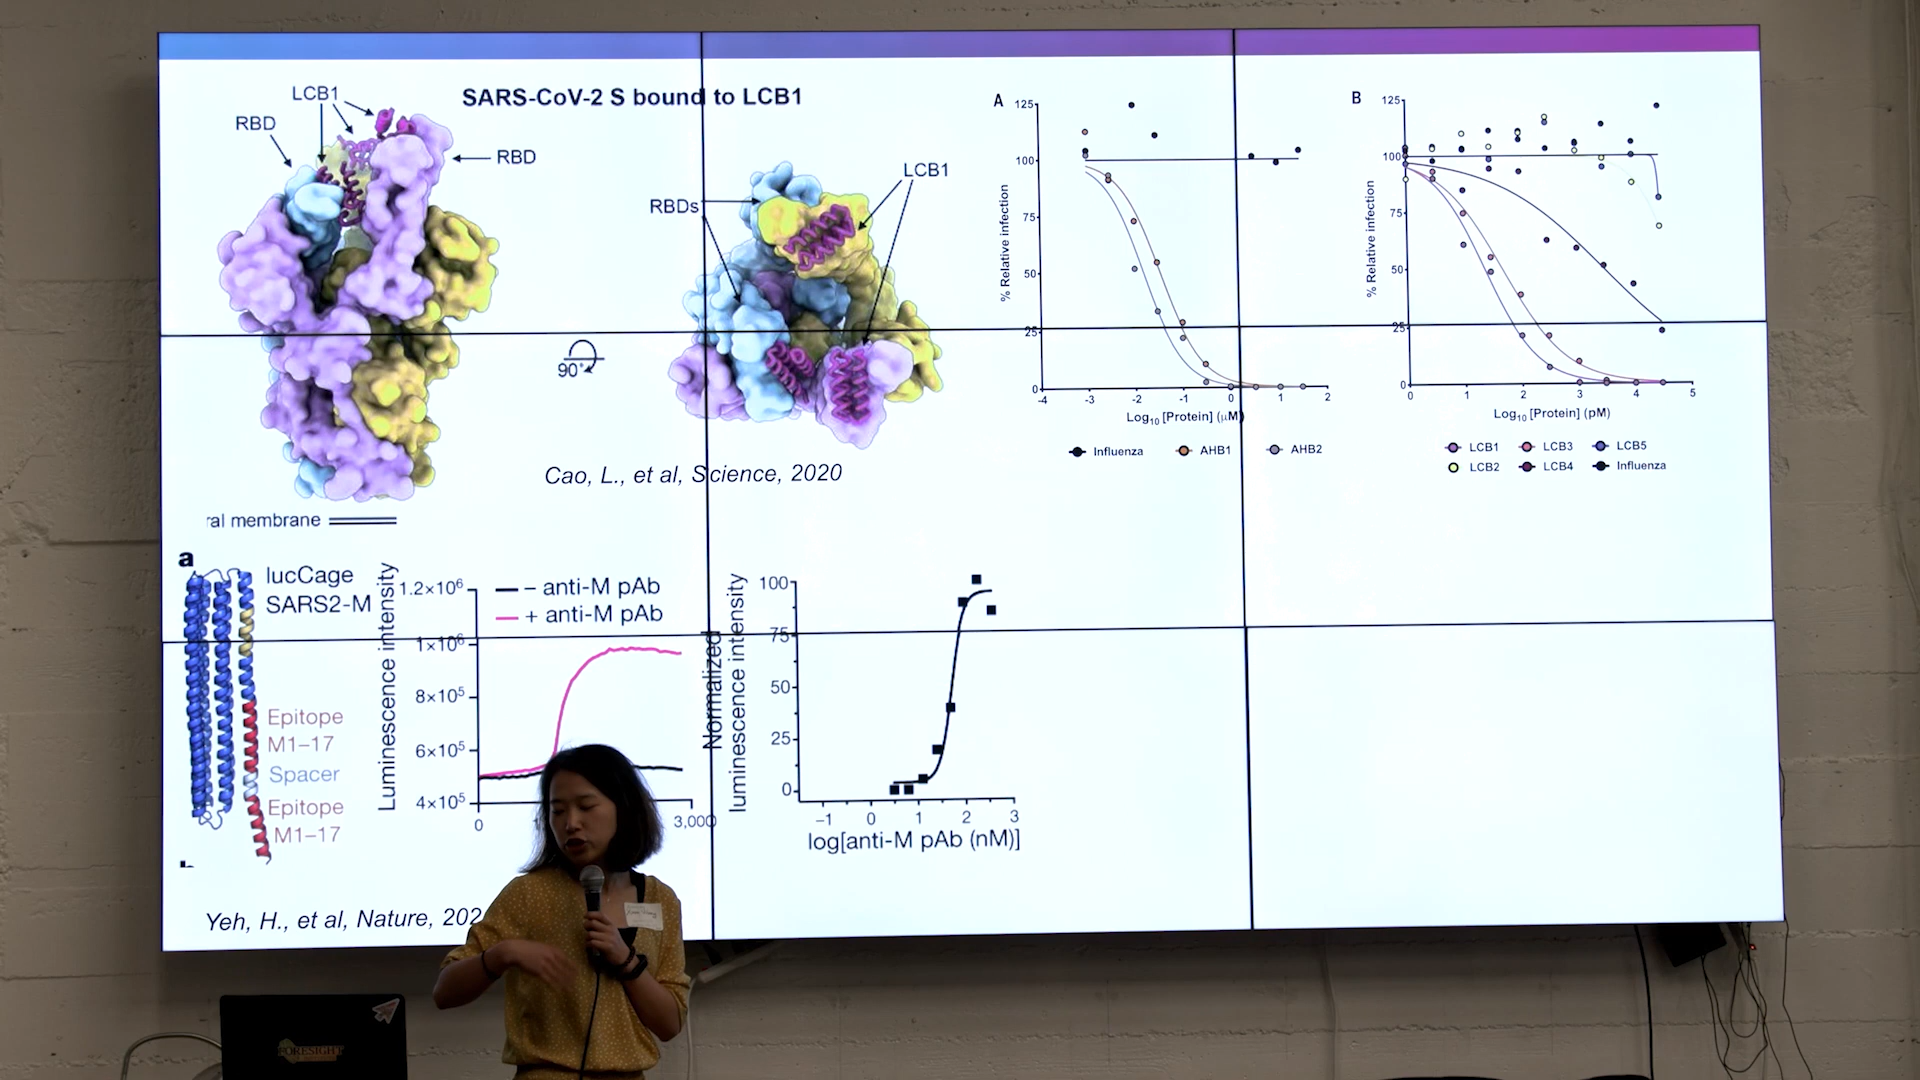 SARS-CoV-2 S bound to LCB1
LCB1
RBD
RBD
RBDs
LCB1
90°
Cao, L., et al, Science, 2020
ral membrane
A
125
100
75
50
25
0
% Relative infection
-4 -3 -2 -1 0 1 2
Log10 [Protein] (µM)
Influenza AHB1 AHB2
B
125
100
75
50
25
0
% Relative infection
0 1 2 3 4 5
Log10 [Protein] (pM)
LCB1 LCB3 LCB5
LCB2 LCB4 Influenza
a
lucCage
SARS2-M
Epitope
M1–17
Spacer
Epitope
M1–17
Luminescence intensity
1.2×10⁶
1×10⁶
8×10⁵
6×10⁵
4×10⁵
– anti-M pAb
+ anti-M pAb
0 3,000
Normalized
luminescence intensity
100
75
50
25
0
−1 0 1 2 3
log[anti-M pAb (nM)]
Yeh, H., et al, Nature, 202
FORESIGHT